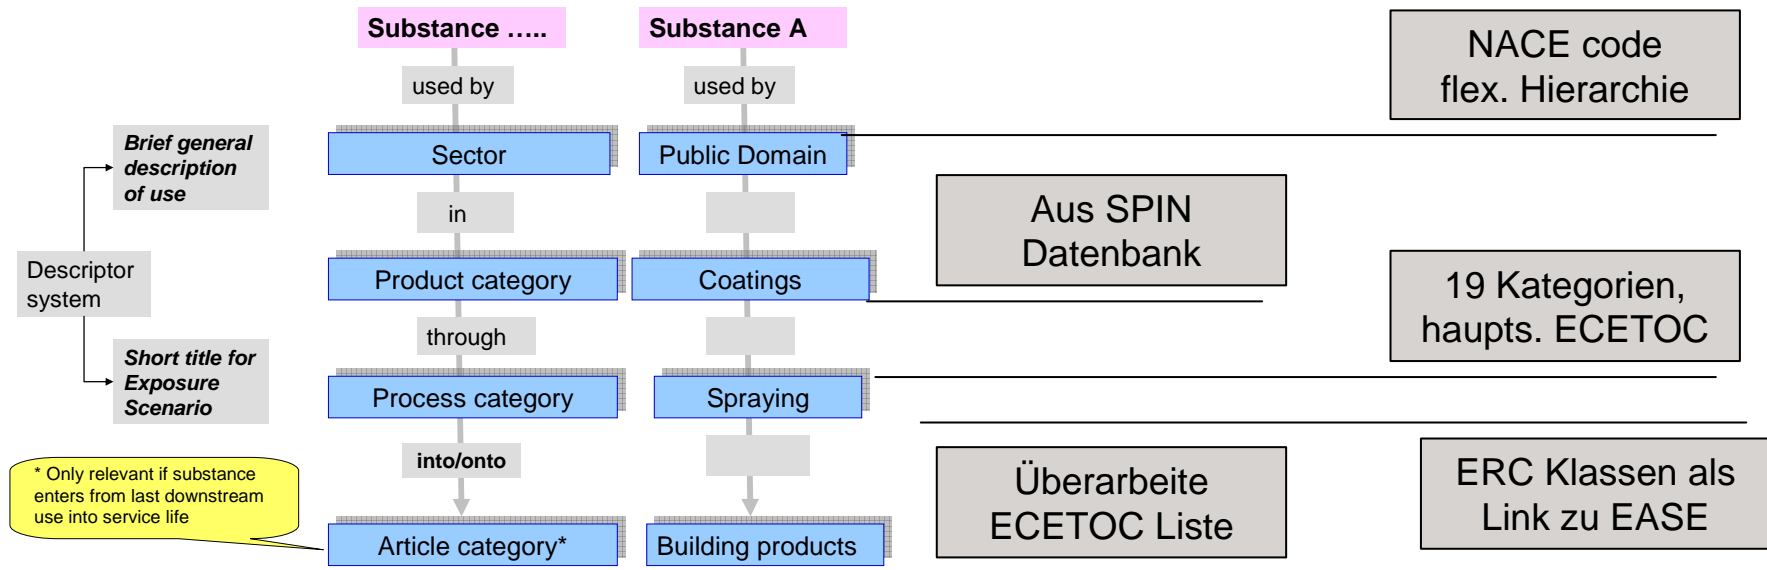 Substance …..
Substance A
NACE code
flex. Hierarchie
used by
used by
Brief general
description
of use
Sector
Public Domain
in
Aus SPIN
Datenbank
Descriptor
system
Product category
Coatings
19 Kategorien,
haupts. ECETOC
through
Short title for
Exposure
Scenario
Process category
Spraying
into/onto
* Only relevant if substance
enters from last downstream
use into service life
Überarbeite
ECETOC Liste
ERC Klassen als
Link zu EASE
Article category*
Building products